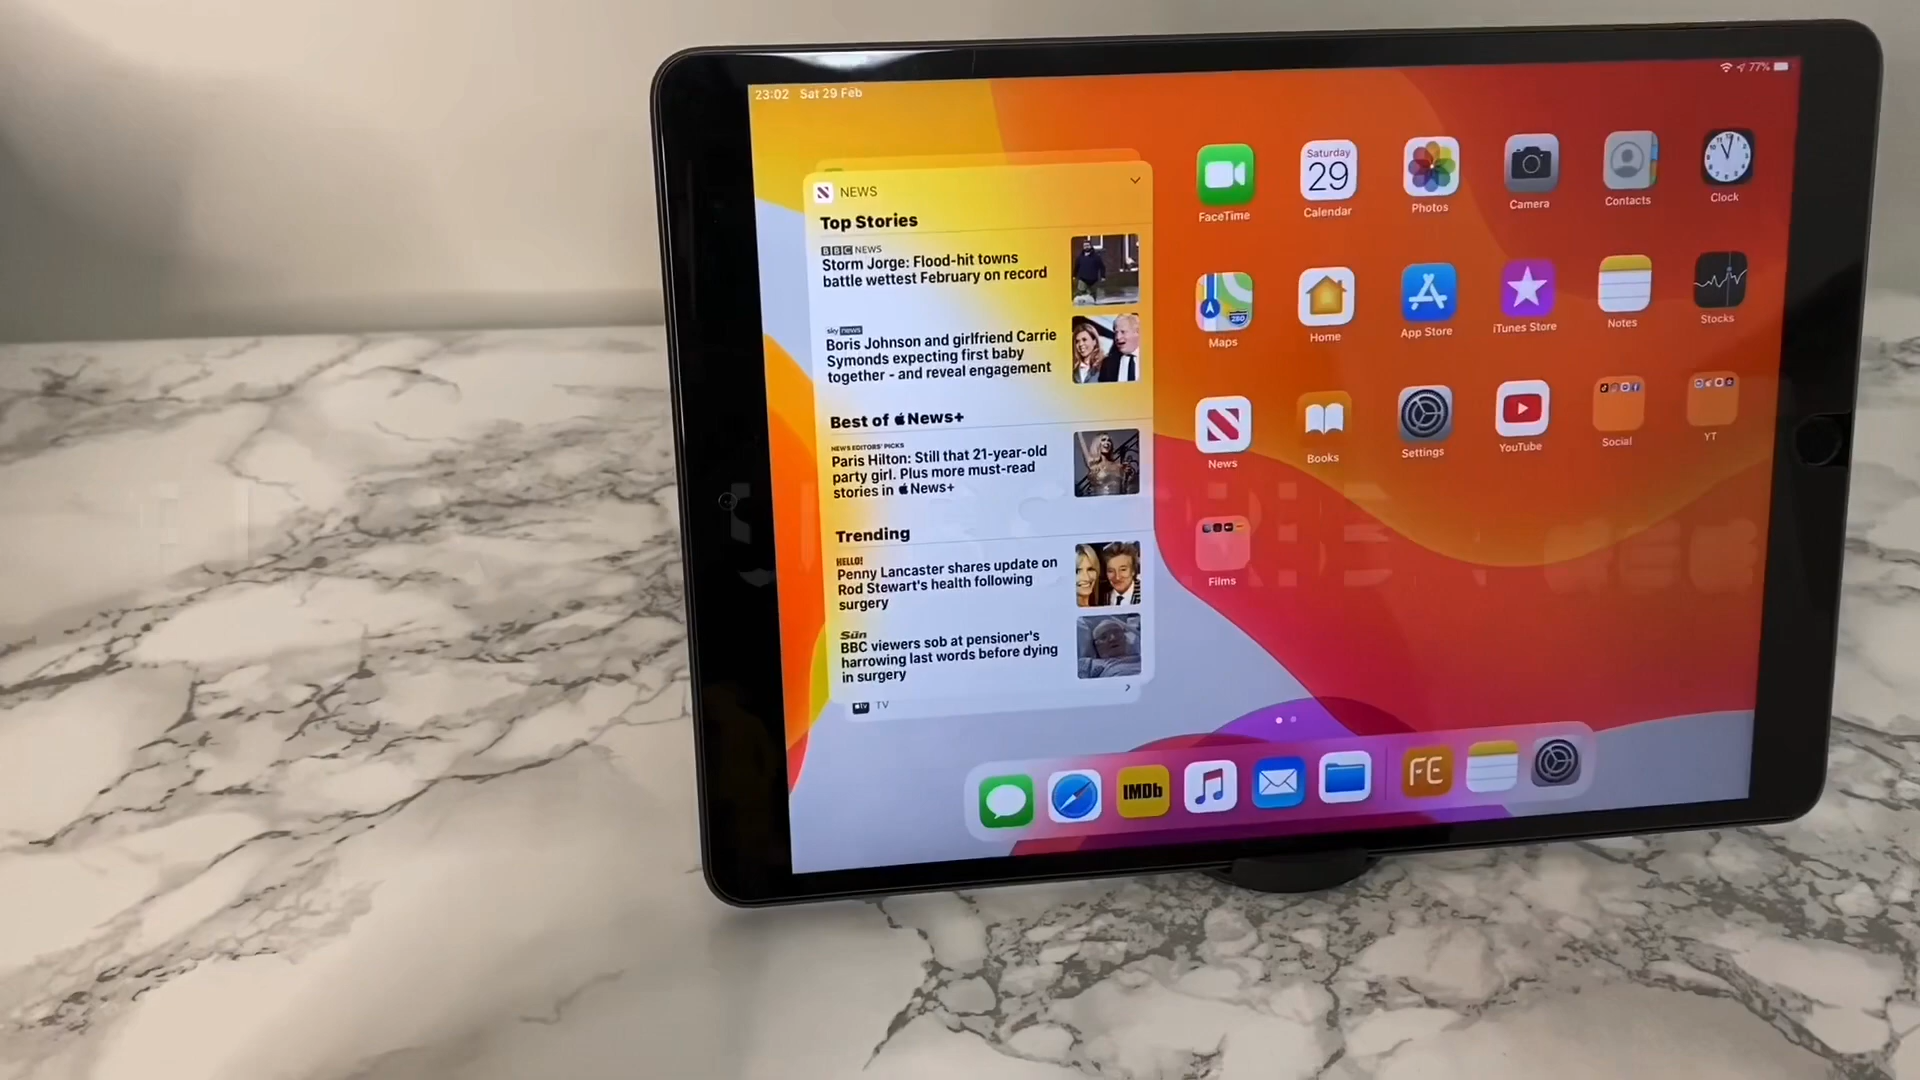 23:02 Sat 29 Feb
77%
NEWS
Top Stories
BBC NEWS
Storm Jorge: Flood-hit towns
battle wettest February on record
sky news
Boris Johnson and girlfriend Carrie
Symonds expecting first baby
together - and reveal engagement
Best of News+
NEWS EDITORS' PICKS
Paris Hilton: Still that 21-year-old
party girl. Plus more must-read
stories in News+
Trending
HELLO!
Penny Lancaster shares update on
Rod Stewart's health following
surgery
Sun
BBC viewers sob at pensioner's
harrowing last words before dying
in surgery
tv TV
FaceTime
Saturday
29
Calendar
Photos
Camera
Contacts
Clock
280
Maps
Home
App Store
iTunes Store
Notes
Stocks
News
Books
Settings
YouTube
Social
YT
Films
IMDb
FE